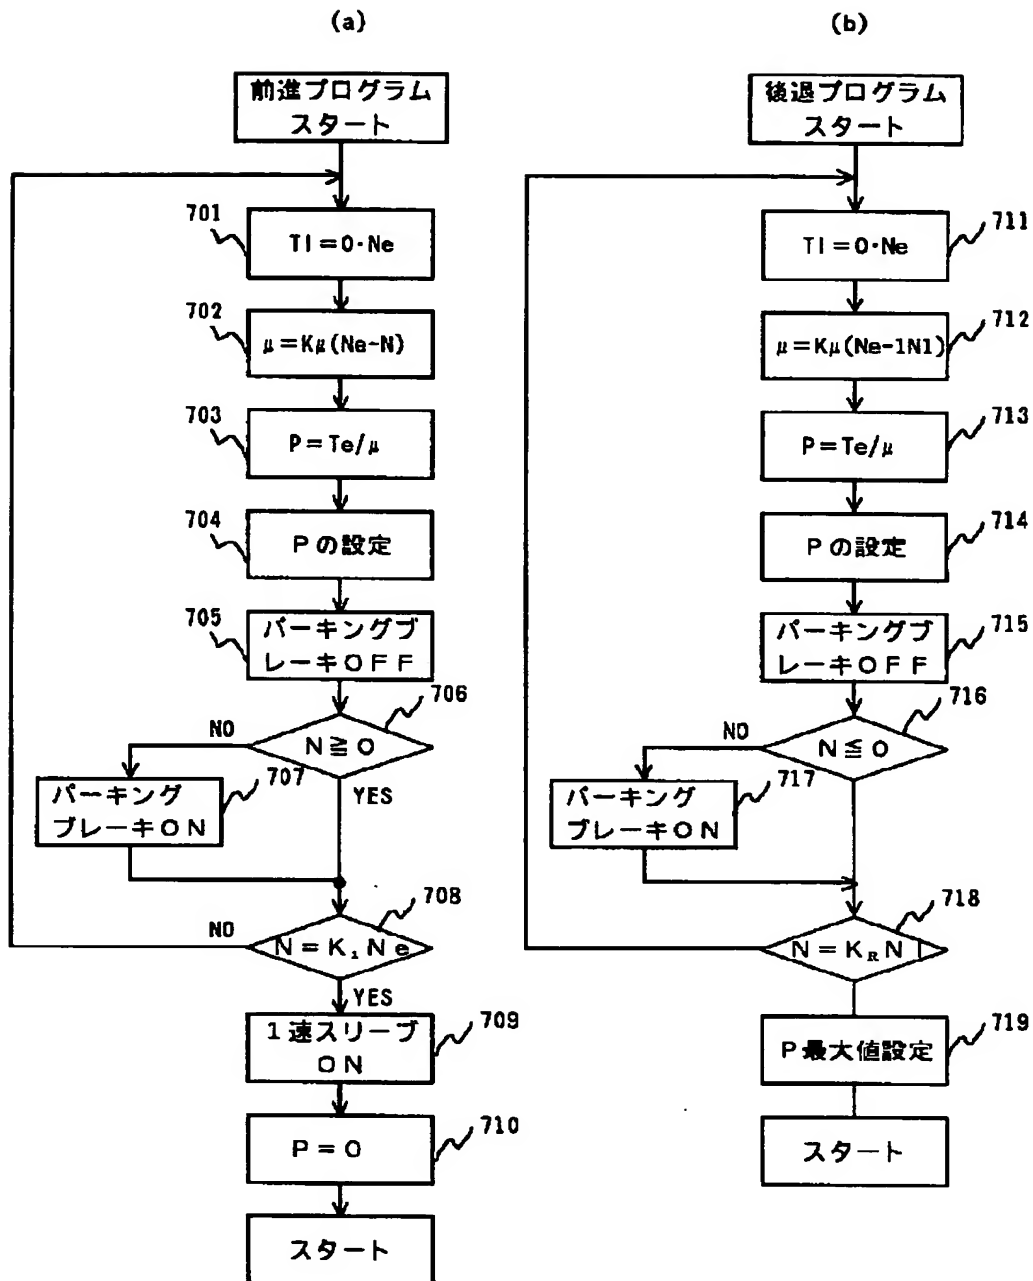 (a)
前進プログラム
スタート
701
TI=0·Ne
702
μ=Kμ(Ne-N)
703
P=Te/μ
704
Pの設定
705
パーキングブ
レーキOFF
706
N≧0
NO
YES
707
パーキング
ブレーキON
708
N=K₁Ne
NO
YES
709
1速スリーブ
ON
710
P=0
スタート
(b)
後退プログラム
スタート
711
TI=0·Ne
712
μ=Kμ(Ne-1N1)
713
P=Te/μ
714
Pの設定
715
パーキングブ
レーキOFF
716
N≦0
NO
717
パーキング
ブレーキON
718
N=KRNI
719
P最大値設定
スタート